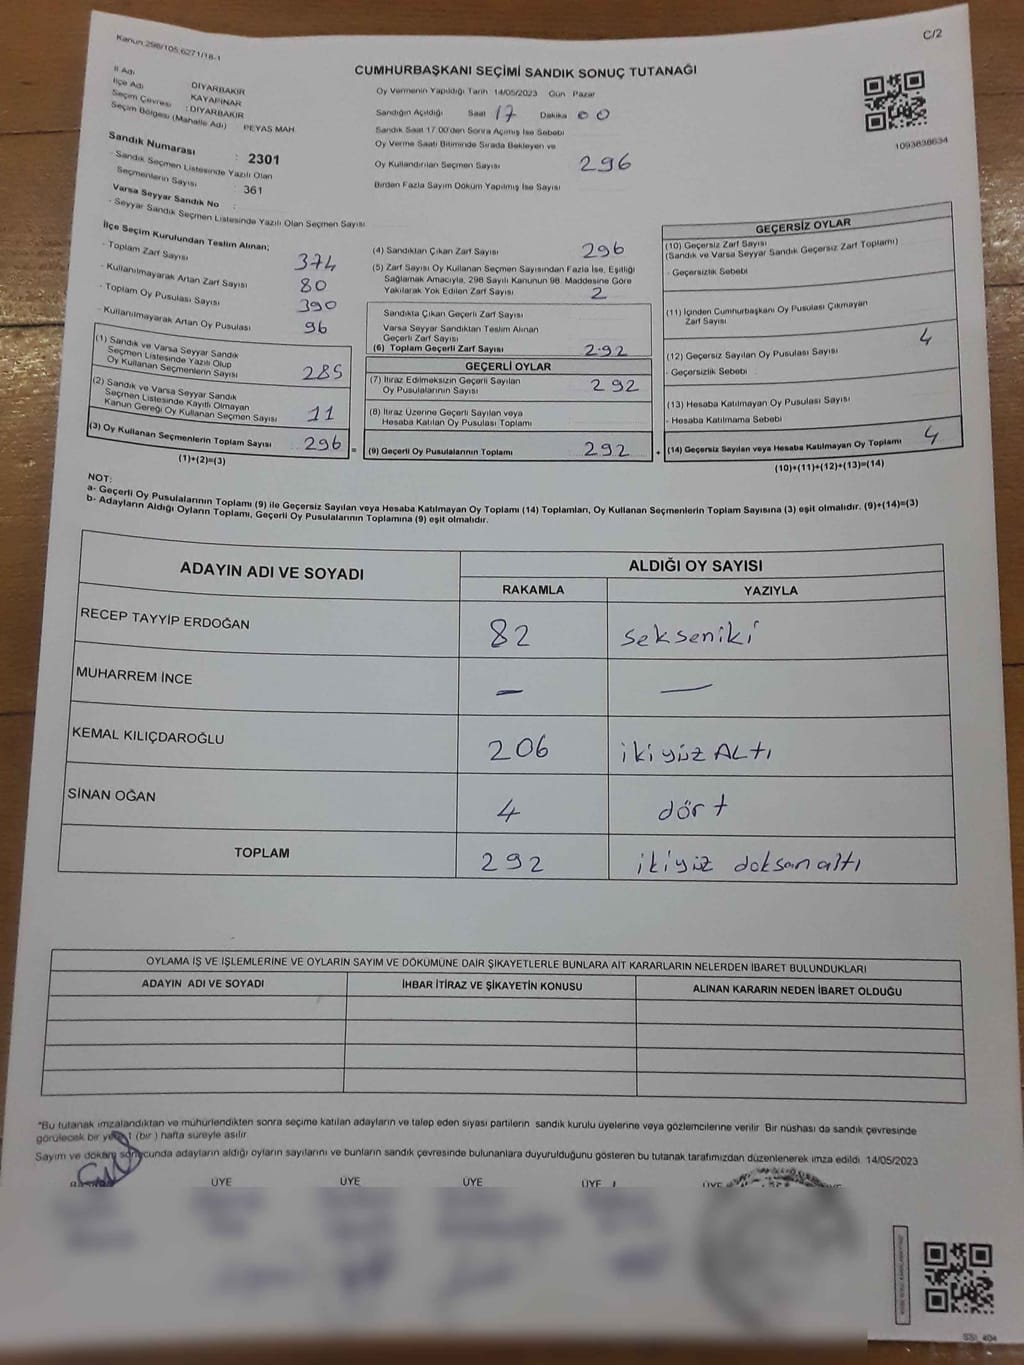 Kanun:298/105.6271/18-1
C/2
CUMHURBAŞKANI SEÇİMİ SANDIK SONUÇ TUTANAĞI
İl Adı : DİYARBAKIR
İlçe Adı : KAYAPINAR
Seçim Çevresi : DİYARBAKIR
Seçim Bölgesi (Mahalle Adı) : PEYAS MAH
Sandık Numarası : 2301
- Sandık Seçmen Listesinde Yazılı Olan
Seçmenlerin Sayısı : 361
Varsa Seyyar Sandık No :
- Seyyar Sandık Seçmen Listesinde Yazılı Olan Seçmen Sayısı :
Oy Vermenin Yapıldığı Tarih 14/05/2023 Gün Pazar
Sandığın Açıldığı Saat 17 Dakika 00
Sandık Saat 17.00'den Sonra Açılmış İse Sebebi
Oy Verme Saati Bitiminde Sırada Bekleyen ve
Oy Kullandırılan Seçmen Sayısı 296
Birden Fazla Sayım Döküm Yapılmış İse Sayısı
1093838634
İlçe Seçim Kurulundan Teslim Alınan;
- Toplam Zarf Sayısı 374
- Kullanılmayarak Artan Zarf Sayısı 80
- Toplam Oy Pusulası Sayısı 390
- Kullanılmayarak Artan Oy Pusulası 96
(1) Sandık ve Varsa Seyyar Sandık
Seçmen Listesinde Yazılı Olup
Oy Kullanan Seçmenlerin Sayısı 285
(2) Sandık ve Varsa Seyyar Sandık
Seçmen Listesinde Kayıtlı Olmayan
Kanun Gereği Oy Kullanan Seçmen Sayısı 11
(3) Oy Kullanan Seçmenlerin Toplam Sayısı 296
(1)+(2)=(3)
(4) Sandıktan Çıkan Zarf Sayısı 296
(5) Zarf Sayısı Oy Kullanan Seçmen Sayısından Fazla İse, Eşitliği
Sağlamak Amacıyla, 298 Sayılı Kanunun 98. Maddesine Göre
Yakılarak Yok Edilen Zarf Sayısı 2
Sandıkta Çıkan Geçerli Zarf Sayısı
Varsa Seyyar Sandıktan Teslim Alınan
Geçerli Zarf Sayısı
(6) Toplam Geçerli Zarf Sayısı 292
GEÇERLİ OYLAR
(7) İtiraz Edilmeksizin Geçerli Sayılan
Oy Pusulalarının Sayısı 292
(8) İtiraz Üzerine Geçerli Sayılan veya
Hesaba Katılan Oy Pusulası Toplamı
= (9) Geçerli Oy Pusulalarının Toplamı 292
GEÇERSİZ OYLAR
(10) Geçersiz Zarf Sayısı
(Sandık ve Varsa Seyyar Sandık Geçersiz Zarf Toplamı)
- Geçersizlik Sebebi
(11) İçinden Cumhurbaşkanı Oy Pusulası Çıkmayan
Zarf Sayısı
(12) Geçersiz Sayılan Oy Pusulası Sayısı 4
- Geçersizlik Sebebi :
(13) Hesaba Katılmayan Oy Pusulası Sayısı
- Hesaba Katılmama Sebebi
+ (14) Geçersiz Sayılan veya Hesaba Katılmayan Oy Toplamı 4
(10)+(11)+(12)+(13)=(14)
NOT:
a- Geçerli Oy Pusulalarının Toplamı (9) ile Geçersiz Sayılan veya Hesaba Katılmayan Oy Toplamı (14) Toplamları, Oy Kullanan Seçmenlerin Toplam Sayısına (3) eşit olmalıdır. (9)+(14)=(3)
b- Adayların Aldığı Oyların Toplamı, Geçerli Oy Pusulalarının Toplamına (9) eşit olmalıdır.
ADAYIN ADI VE SOYADI ALDIĞI OY SAYISI
RAKAMLA YAZIYLA
RECEP TAYYİP ERDOĞAN 82 sekseniki
MUHARREM İNCE — —
KEMAL KILIÇDAROĞLU 206 iki yüz ALTı
SİNAN OĞAN 4 dört
TOPLAM 292 ikiyüz doksan altı
OYLAMA İŞ VE İŞLEMLERİNE VE OYLARIN SAYIM VE DÖKÜMÜNE DAİR ŞİKAYETLERLE BUNLARA AİT KARARLARIN NELERDEN İBARET BULUNDUKLARI
ADAYIN ADI VE SOYADI İHBAR İTİRAZ VE ŞİKAYETİN KONUSU ALINAN KARARIN NEDEN İBARET OLDUĞU
"Bu tutanak imzalandıktan ve mühürlendikten sonra seçime katılan adayların ve talep eden siyasi partilerin sandık kurulu üyelerine veya gözlemcilerine verilir. Bir nüshası da sandık çevresinde
görülecek bir yere 1 (bir ) hafta süreyle asılır.
Sayım ve döküm sonucunda adayların aldığı oyların sayılarını ve bunların sandık çevresinde bulunanlara duyurulduğunu gösteren bu tutanak tarafımızdan düzenlenerek imza edildi. 14/05/2023
ÜYE ÜYE ÜYE ÜYE ÜYE